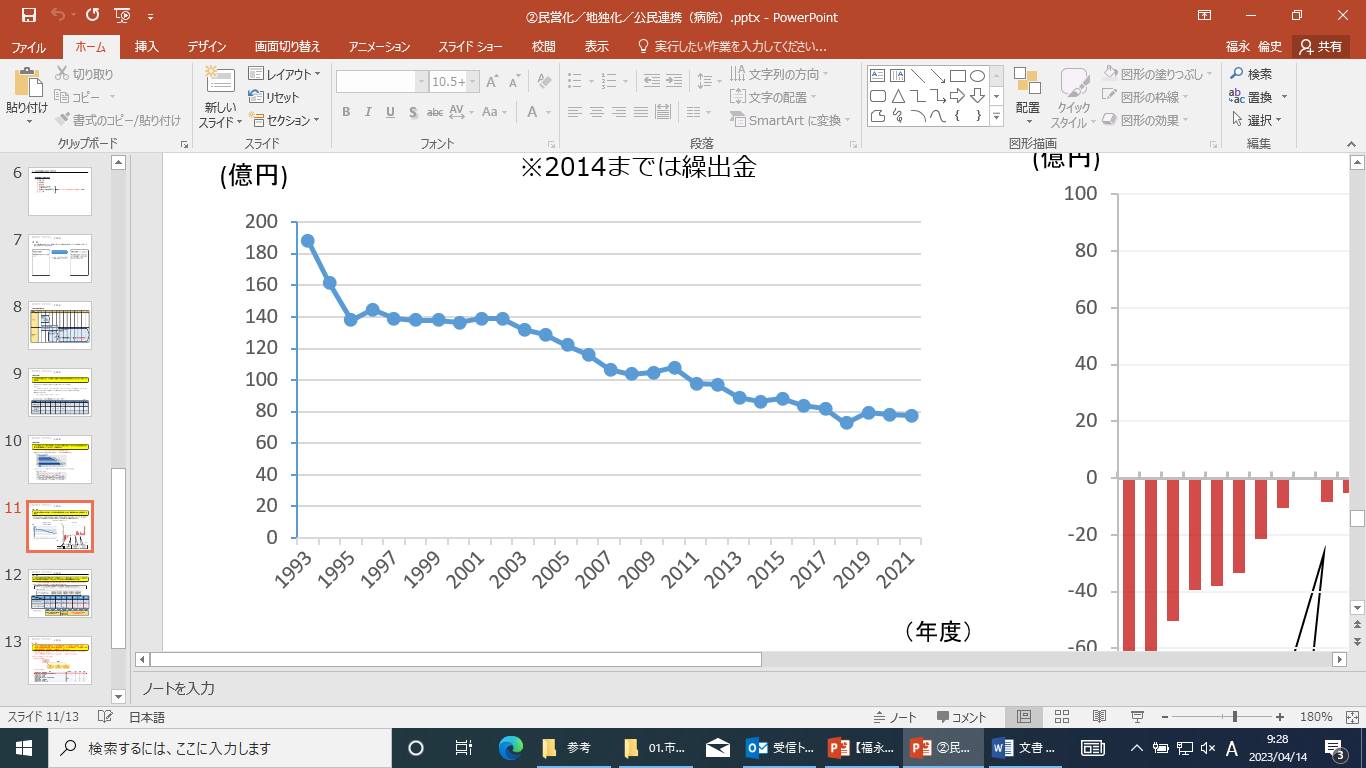 ②民営化／地独化／公民連携（病院）.pptx - PowerPoint
ファイル ホーム 挿入 デザイン 画面切り替え アニメーション スライド ショー 校閲 表示 実行したい作業を入力してください... 福永 倫史 共有
貼り付け 切り取り コピー 書式のコピー/貼り付け
新しい スライド レイアウト リセット セクション
10.5+
B I U S abc AV Aa A
文字列の方向 文字の配置 SmartArt に変換
配置 クイック スタイル 図形の塗りつぶし 図形の枠線 図形の効果
検索 置換 選択
クリップボード スライド フォント 段落 図形描画 編集
6
7
8
9
10
11
12
13
(億円)
※2014までは繰出金
200
180
160
140
120
100
80
60
40
20
0
1993 1995 1997 1999 2001 2003 2005 2007 2009 2011 2013 2015 2017 2019 2021
（年度）
(億円)
100
80
60
40
20
0
-20
-40
-60
ノートを入力
スライド 11/13 日本語 ノート コメント 180%
検索するには、ここに入力します
参考 01.市... 受信ト... 【福永... ②民... 文書 ...
A 9:28
2023/04/14 3